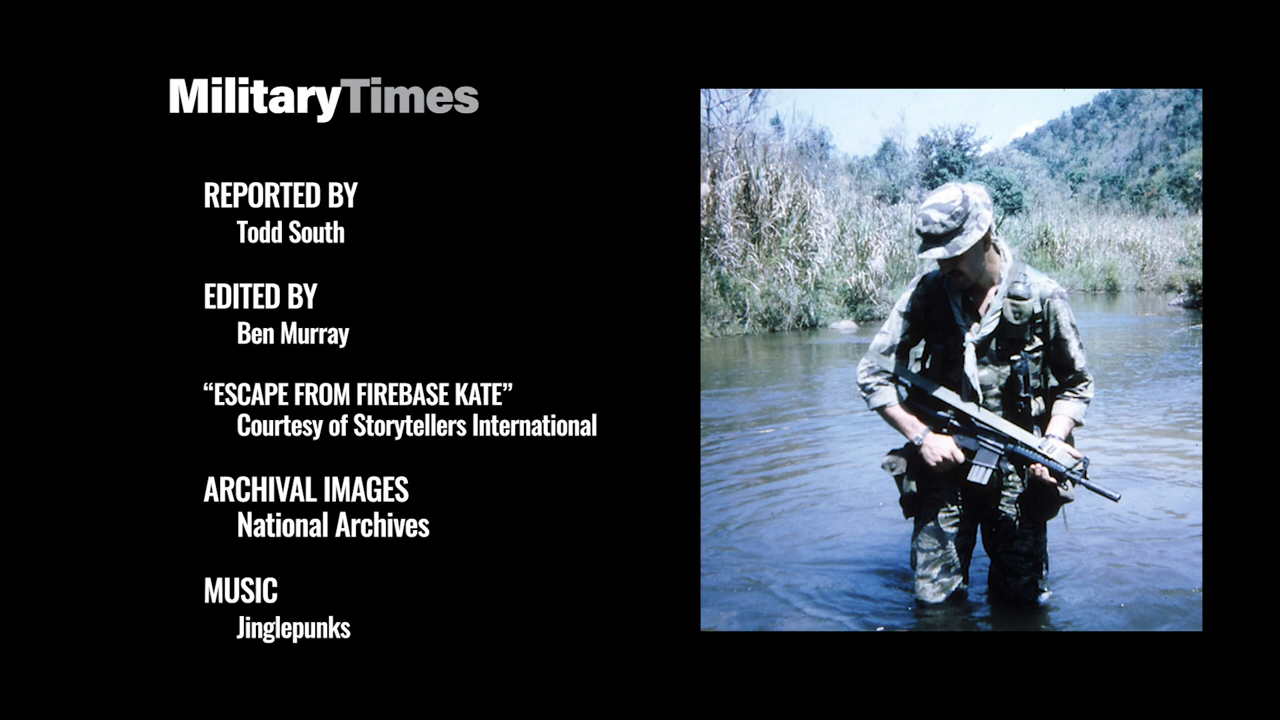 MilitaryTimes
REPORTED BY
Todd South
EDITED BY
Ben Murray
“ESCAPE FROM FIREBASE KATE”
Courtesy of Storytellers International
ARCHIVAL IMAGES
National Archives
MUSIC
Jinglepunks